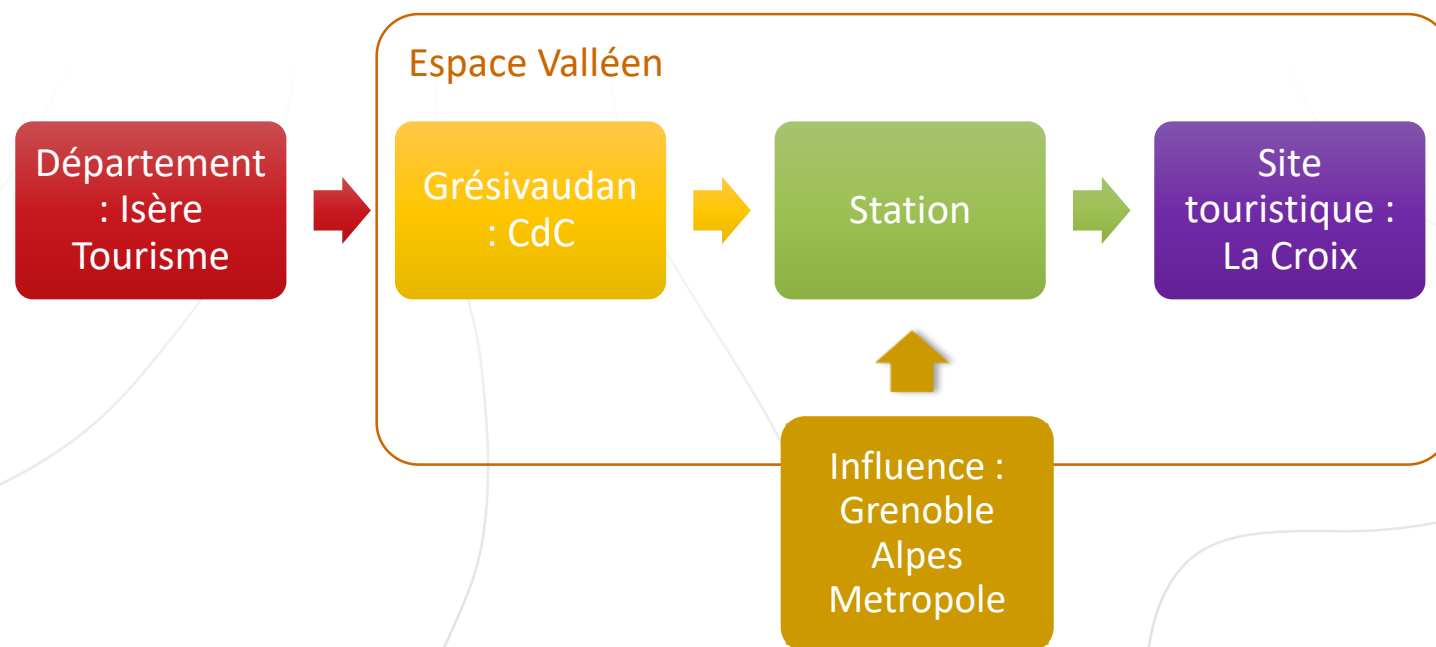 Espace Valléen
Département
: Isère
Tourisme
Grésivaudan
: CdC
Station
Site
touristique :
La Croix
Influence :
Grenoble
Alpes
Metropole